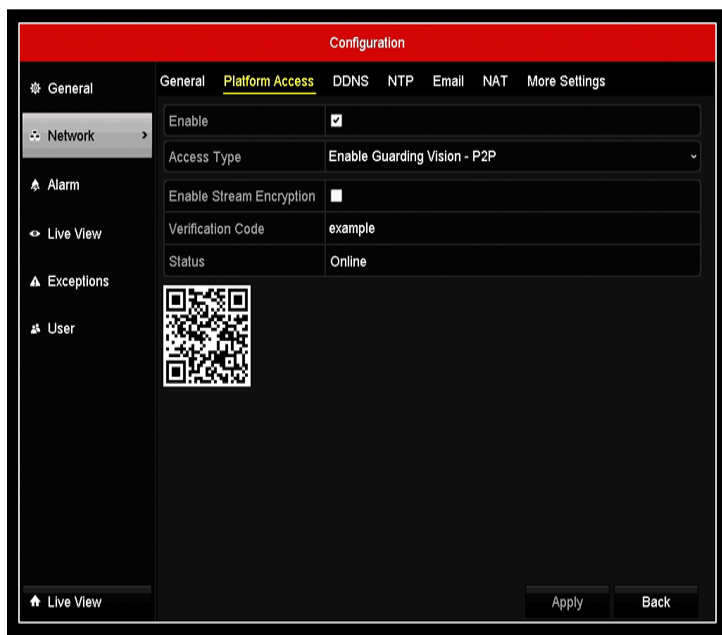 Configuration
General
Network
Alarm
Live View
Exceptions
User
Live View
General Platform Access DDNS NTP Email NAT More Settings
Enable
Access Type Enable Guarding Vision - P2P
Enable Stream Encryption
Verification Code example
Status Online
Apply Back